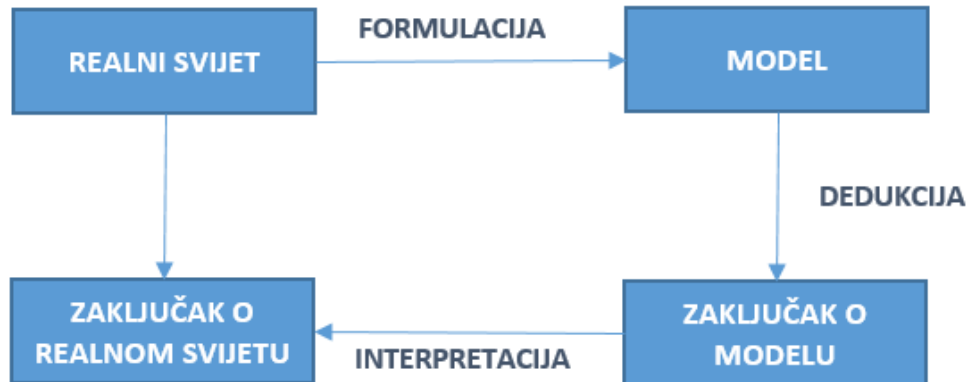 FORMULACIJA
REALNI SVIJET
MODEL
DEDUKCIJA
ZAKLJUČAK O
REALNOM SVIJETU
INTERPRETACIJA
ZAKLJUČAK O
MODELU